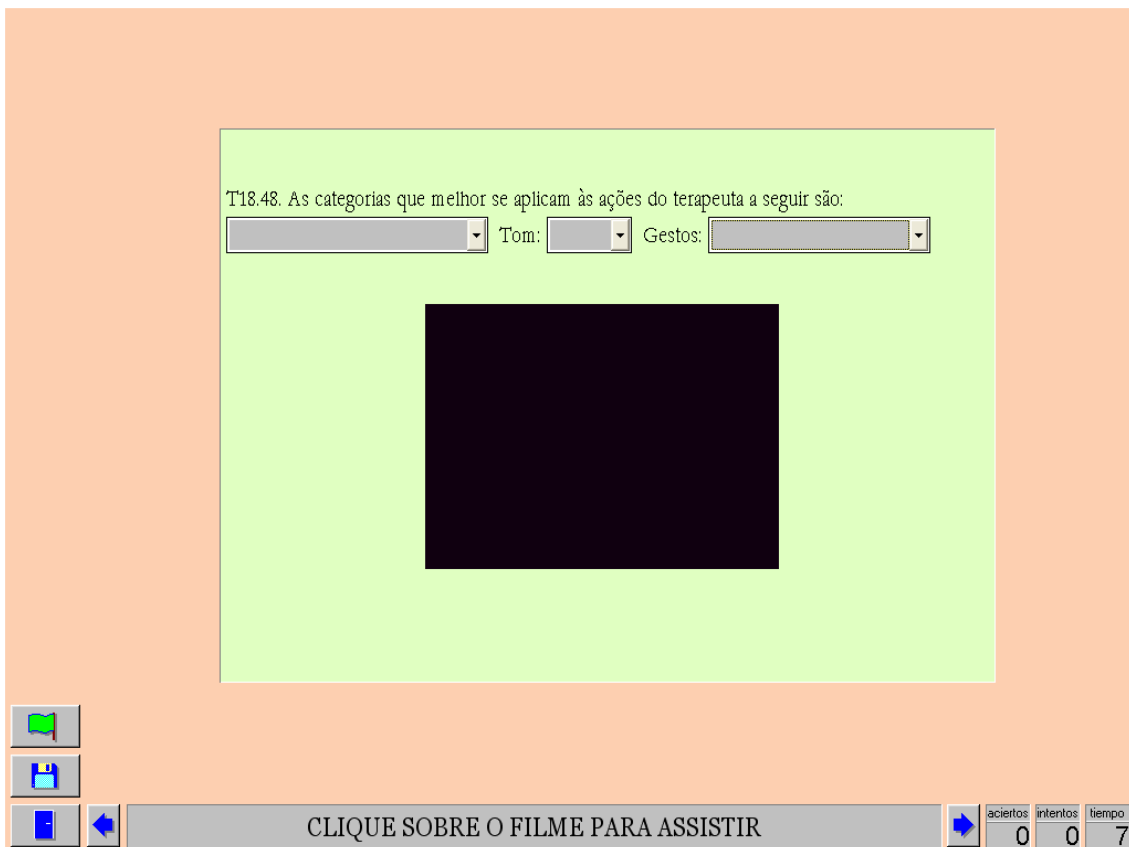 T18.48. As categorias que melhor se aplicam às ações do terapeuta a seguir são:
Tom: Gestos:
CLIQUE SOBRE O FILME PARA ASSISTIR
aciertos intentos tiempo
0 0 7